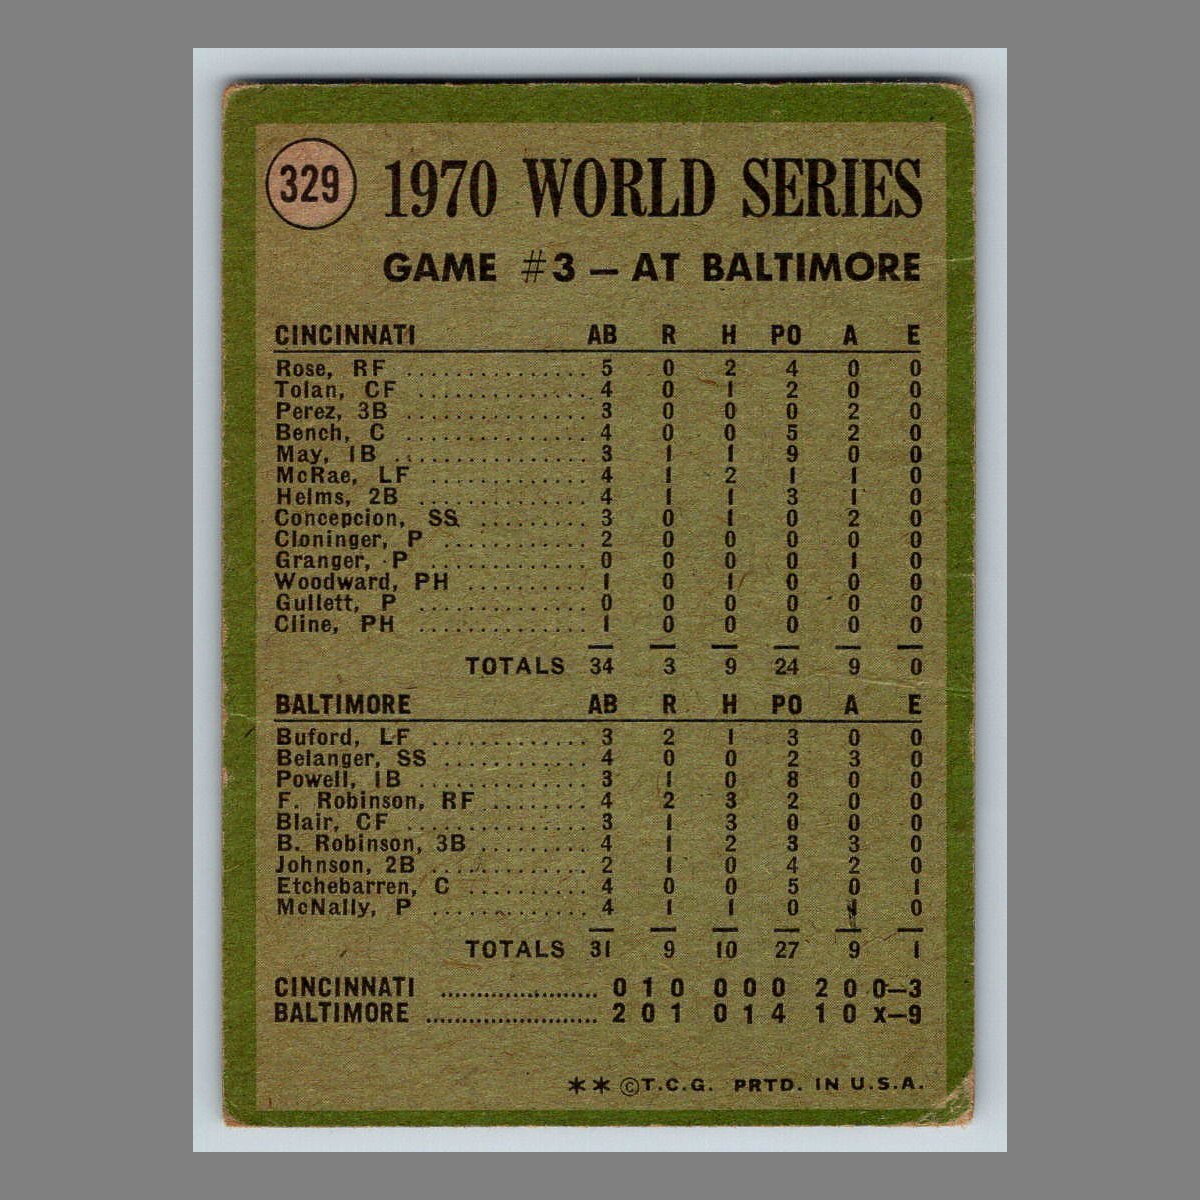 329
1970 WORLD SERIES
GAME #3 – AT BALTIMORE
CINCINNATI AB R H PO A E
Rose, RF ............... 5 0 2 4 0 0
Tolan, CF .............. 4 0 1 2 0 0
Perez, 3B .............. 3 0 0 0 2 0
Bench, C ............... 4 0 0 5 2 0
May, 1B ................ 3 1 1 9 0 0
McRae, LF ............. 4 1 2 1 1 0
Helms, 2B ............. 4 1 1 3 1 0
Concepcion, SS ......... 3 0 1 0 2 0
Cloninger, P ............ 2 0 0 0 0 0
Granger, P ............. 0 0 0 0 1 0
Woodward, PH .......... 1 0 1 0 0 0
Gullett, P .............. 0 0 0 0 0 0
Cline, PH .............. 1 0 0 0 0 0
TOTALS 34 3 9 24 9 0
BALTIMORE AB R H PO A E
Buford, LF ............. 3 2 1 3 0 0
Belanger, SS ............ 4 0 0 2 3 0
Powell, 1B ............. 3 1 0 8 0 0
F. Robinson, RF ......... 4 2 3 2 0 0
Blair, CF ............... 3 1 3 0 0 0
B. Robinson, 3B ......... 4 1 2 3 3 0
Johnson, 2B ............ 2 1 0 4 2 0
Etchebarren, C .......... 4 0 0 5 0 1
McNally, P ............. 4 1 1 0 1 0
TOTALS 31 9 10 27 9 1
CINCINNATI ....................... 0 1 0 0 0 0 2 0 0–3
BALTIMORE ......................... 2 0 1 0 1 4 1 0 X–9
** ©T.C.G. PRTD. IN U.S.A.